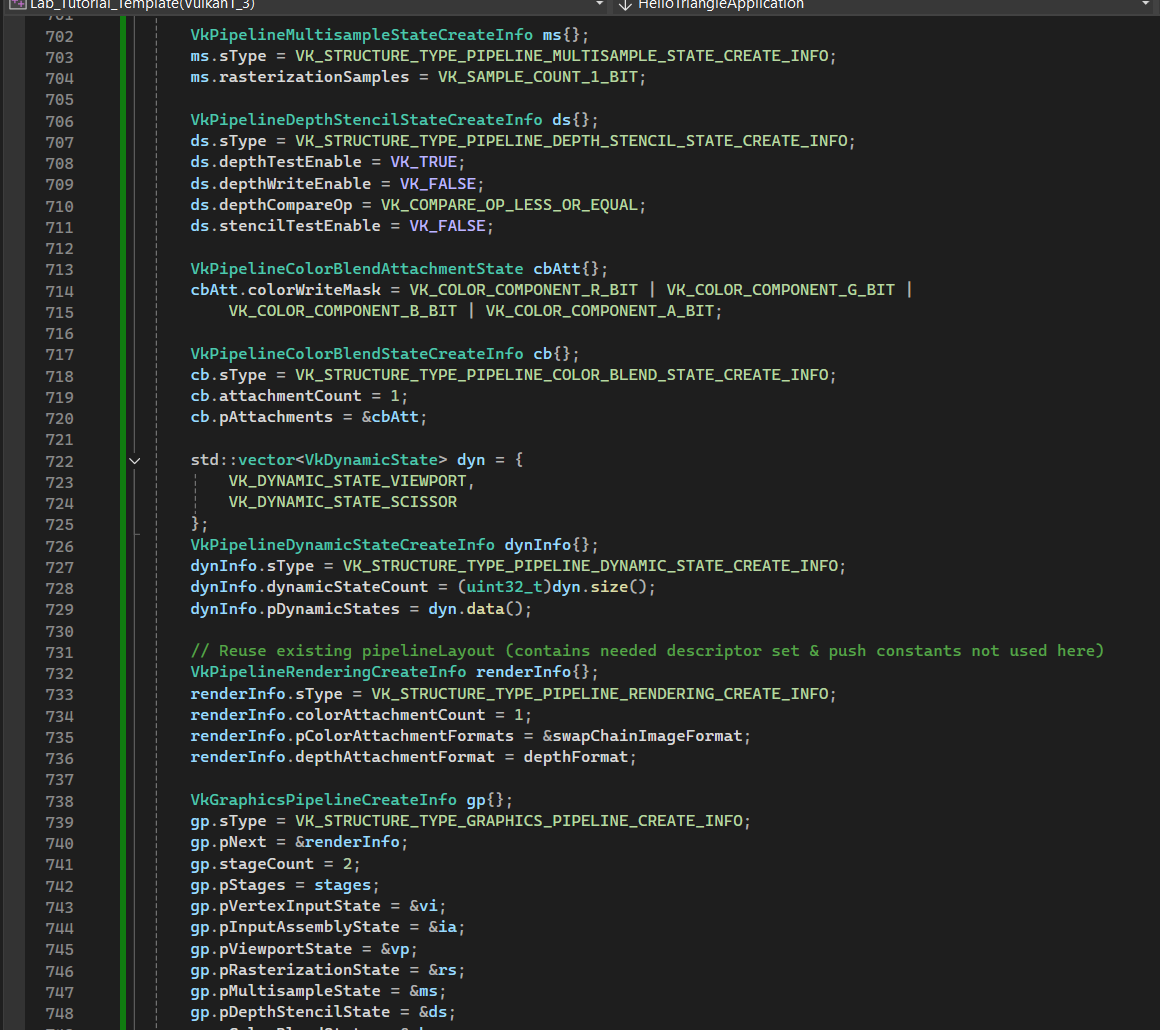 Lab_Tutorial_Template(Vulkan1_3) HelloTriangleApplication
701
702 VkPipelineMultisampleStateCreateInfo ms{};
703 ms.sType = VK_STRUCTURE_TYPE_PIPELINE_MULTISAMPLE_STATE_CREATE_INFO;
704 ms.rasterizationSamples = VK_SAMPLE_COUNT_1_BIT;
705
706 VkPipelineDepthStencilStateCreateInfo ds{};
707 ds.sType = VK_STRUCTURE_TYPE_PIPELINE_DEPTH_STENCIL_STATE_CREATE_INFO;
708 ds.depthTestEnable = VK_TRUE;
709 ds.depthWriteEnable = VK_FALSE;
710 ds.depthCompareOp = VK_COMPARE_OP_LESS_OR_EQUAL;
711 ds.stencilTestEnable = VK_FALSE;
712
713 VkPipelineColorBlendAttachmentState cbAtt{};
714 cbAtt.colorWriteMask = VK_COLOR_COMPONENT_R_BIT | VK_COLOR_COMPONENT_G_BIT |
715 VK_COLOR_COMPONENT_B_BIT | VK_COLOR_COMPONENT_A_BIT;
716
717 VkPipelineColorBlendStateCreateInfo cb{};
718 cb.sType = VK_STRUCTURE_TYPE_PIPELINE_COLOR_BLEND_STATE_CREATE_INFO;
719 cb.attachmentCount = 1;
720 cb.pAttachments = &cbAtt;
721
722 std::vector<VkDynamicState> dyn = {
723 VK_DYNAMIC_STATE_VIEWPORT,
724 VK_DYNAMIC_STATE_SCISSOR
725 };
726 VkPipelineDynamicStateCreateInfo dynInfo{};
727 dynInfo.sType = VK_STRUCTURE_TYPE_PIPELINE_DYNAMIC_STATE_CREATE_INFO;
728 dynInfo.dynamicStateCount = (uint32_t)dyn.size();
729 dynInfo.pDynamicStates = dyn.data();
730
731 // Reuse existing pipelineLayout (contains needed descriptor set & push constants not used here)
732 VkPipelineRenderingCreateInfo renderInfo{};
733 renderInfo.sType = VK_STRUCTURE_TYPE_PIPELINE_RENDERING_CREATE_INFO;
734 renderInfo.colorAttachmentCount = 1;
735 renderInfo.pColorAttachmentFormats = &swapChainImageFormat;
736 renderInfo.depthAttachmentFormat = depthFormat;
737
738 VkGraphicsPipelineCreateInfo gp{};
739 gp.sType = VK_STRUCTURE_TYPE_GRAPHICS_PIPELINE_CREATE_INFO;
740 gp.pNext = &renderInfo;
741 gp.stageCount = 2;
742 gp.pStages = stages;
743 gp.pVertexInputState = &vi;
744 gp.pInputAssemblyState = &ia;
745 gp.pViewportState = &vp;
746 gp.pRasterizationState = &rs;
747 gp.pMultisampleState = &ms;
748 gp.pDepthStencilState = &ds;